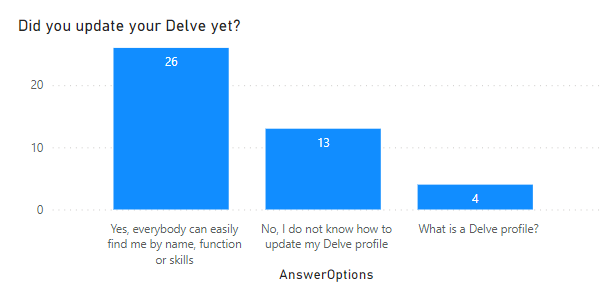 Did you update your Delve yet?
20
10
0
26
13
4
Yes, everybody can easily
find me by name, function
or skills
No, I do not know how to
update my Delve profile
What is a Delve profile?
AnswerOptions